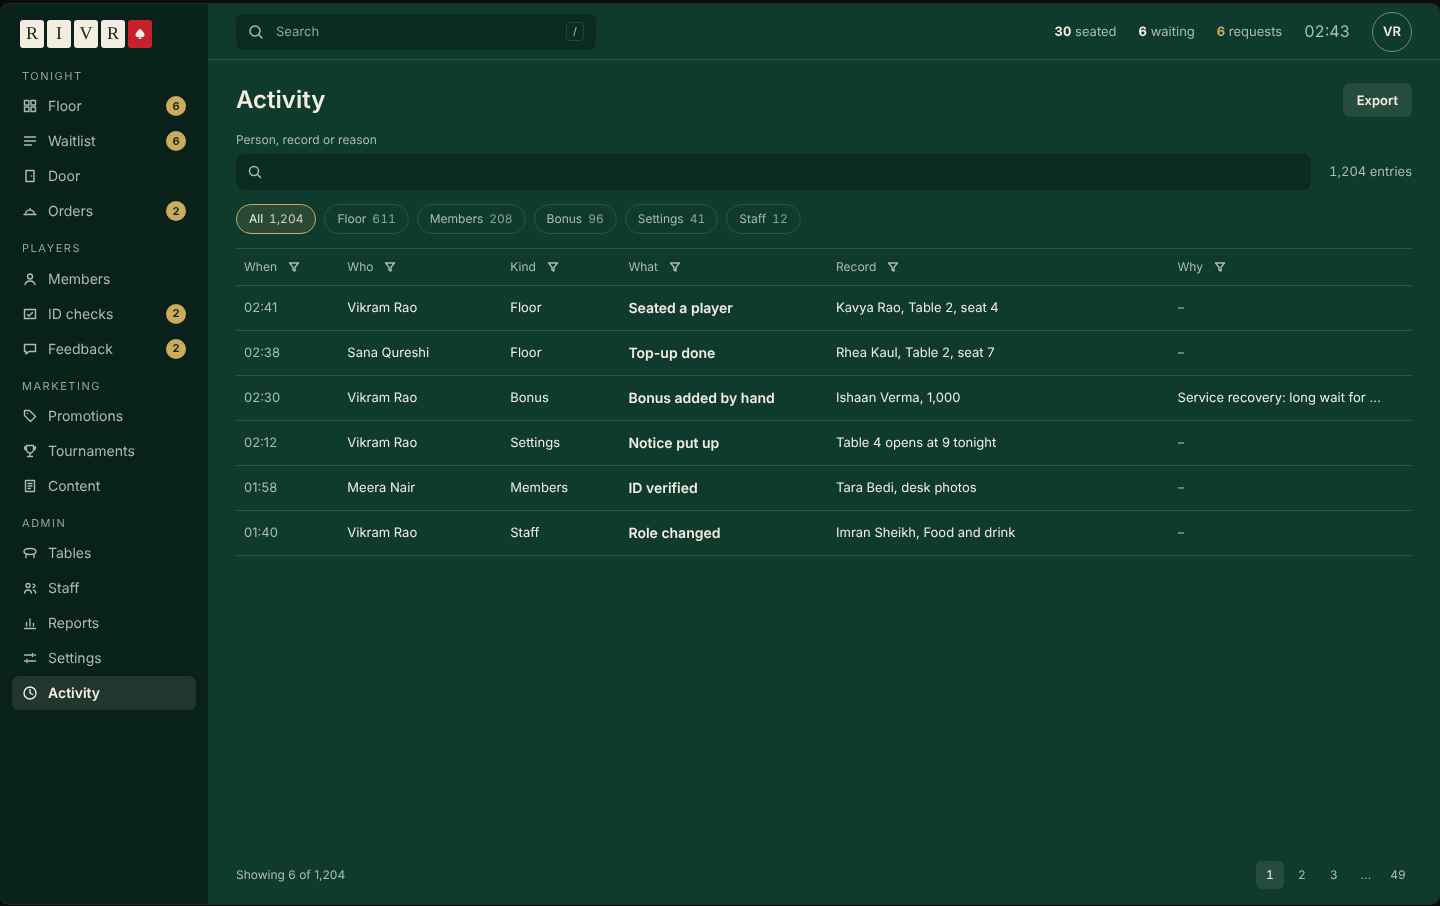 RIVR
Search /
30 seated 6 waiting 6 requests 02:43 VR
TONIGHT
Floor 6
Waitlist 6
Door
Orders 2
PLAYERS
Members
ID checks 2
Feedback 2
MARKETING
Promotions
Tournaments
Content
ADMIN
Tables
Staff
Reports
Settings
Activity
Activity
Export
Person, record or reason
1,204 entries
All 1,204 Floor 611 Members 208 Bonus 96 Settings 41 Staff 12
When Who Kind What Record Why
02:41 Vikram Rao Floor Seated a player Kavya Rao, Table 2, seat 4 –
02:38 Sana Qureshi Floor Top-up done Rhea Kaul, Table 2, seat 7 –
02:30 Vikram Rao Bonus Bonus added by hand Ishaan Verma, 1,000 Service recovery: long wait for ...
02:12 Vikram Rao Settings Notice put up Table 4 opens at 9 tonight –
01:58 Meera Nair Members ID verified Tara Bedi, desk photos –
01:40 Vikram Rao Staff Role changed Imran Sheikh, Food and drink –
Showing 6 of 1,204
1 2 3 ... 49